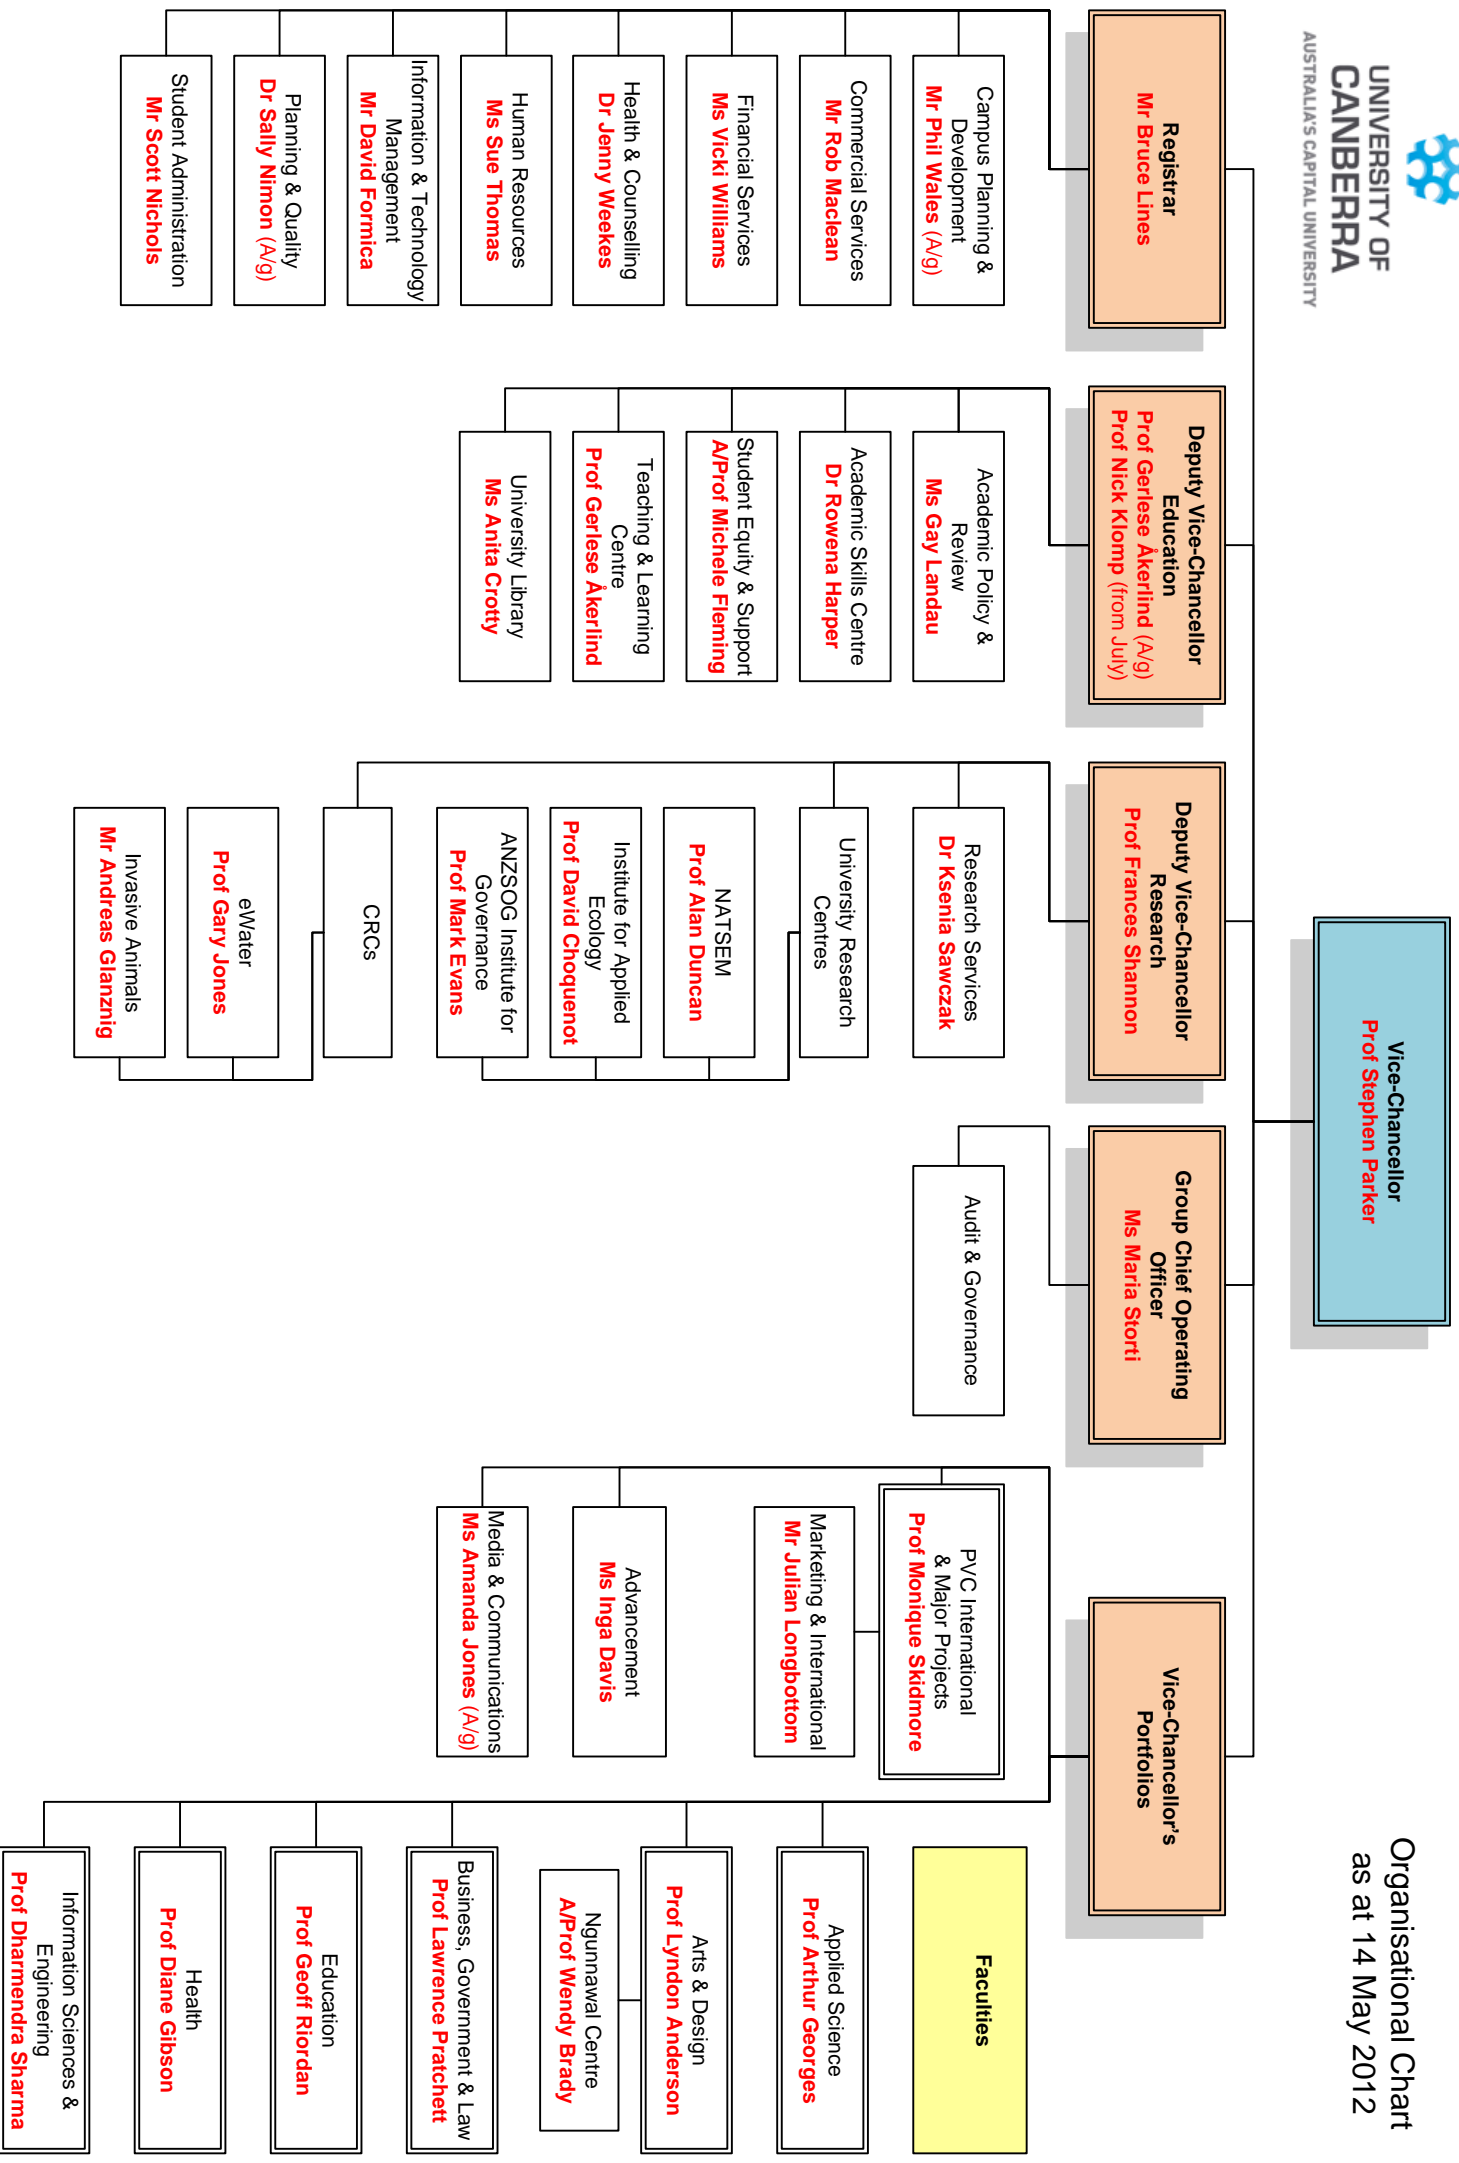 UNIVERSITY OF
CANBERRA
AUSTRALIA'S CAPITAL UNIVERSITY
Organisational Chart
as at 14 May 2012
Vice-Chancellor
Prof Stephen Parker
Registrar
Mr Bruce Lines
Campus Planning &
Development
Mr Phil Wales (A/g)
Commercial Services
Mr Rob Maclean
Financial Services
Ms Vicki Williams
Health & Counselling
Dr Jenny Weekes
Human Resources
Ms Sue Thomas
Information & Technology
Management
Mr David Formica
Planning & Quality
Dr Sally Nimon (A/g)
Student Administration
Mr Scott Nichols
Deputy Vice-Chancellor
Education
Prof Gerlese Åkerlind (A/g)
Prof Nick Klomp (from July)
Academic Policy &
Review
Ms Gay Landau
Academic Skills Centre
Dr Rowena Harper
Student Equity & Support
A/Prof Michele Fleming
Teaching & Learning
Centre
Prof Gerlese Åkerlind
University Library
Ms Anita Crotty
Deputy Vice-Chancellor
Research
Prof Frances Shannon
Research Services
Dr Ksenia Sawczak
University Research
Centres
NATSEM
Prof Alan Duncan
Institute for Applied
Ecology
Prof David Choquenot
ANZSOG Institute for
Governance
Prof Mark Evans
CRCs
eWater
Prof Gary Jones
Invasive Animals
Mr Andreas Glanznig
Group Chief Operating
Officer
Ms Maria Storti
Audit & Governance
Vice-Chancellor's
Portfolios
PVC International
& Major Projects
Prof Monique Skidmore
Marketing & International
Mr Julian Longbottom
Advancement
Ms Inga Davis
Media & Communications
Ms Amanda Jones (A/g)
Faculties
Applied Science
Prof Arthur Georges
Arts & Design
Prof Lyndon Anderson
Ngunnawal Centre
A/Prof Wendy Brady
Business, Government & Law
Prof Lawrence Pratchett
Education
Prof Geoff Riordan
Health
Prof Diane Gibson
Information Sciences &
Engineering
Prof Dharmendra Sharma